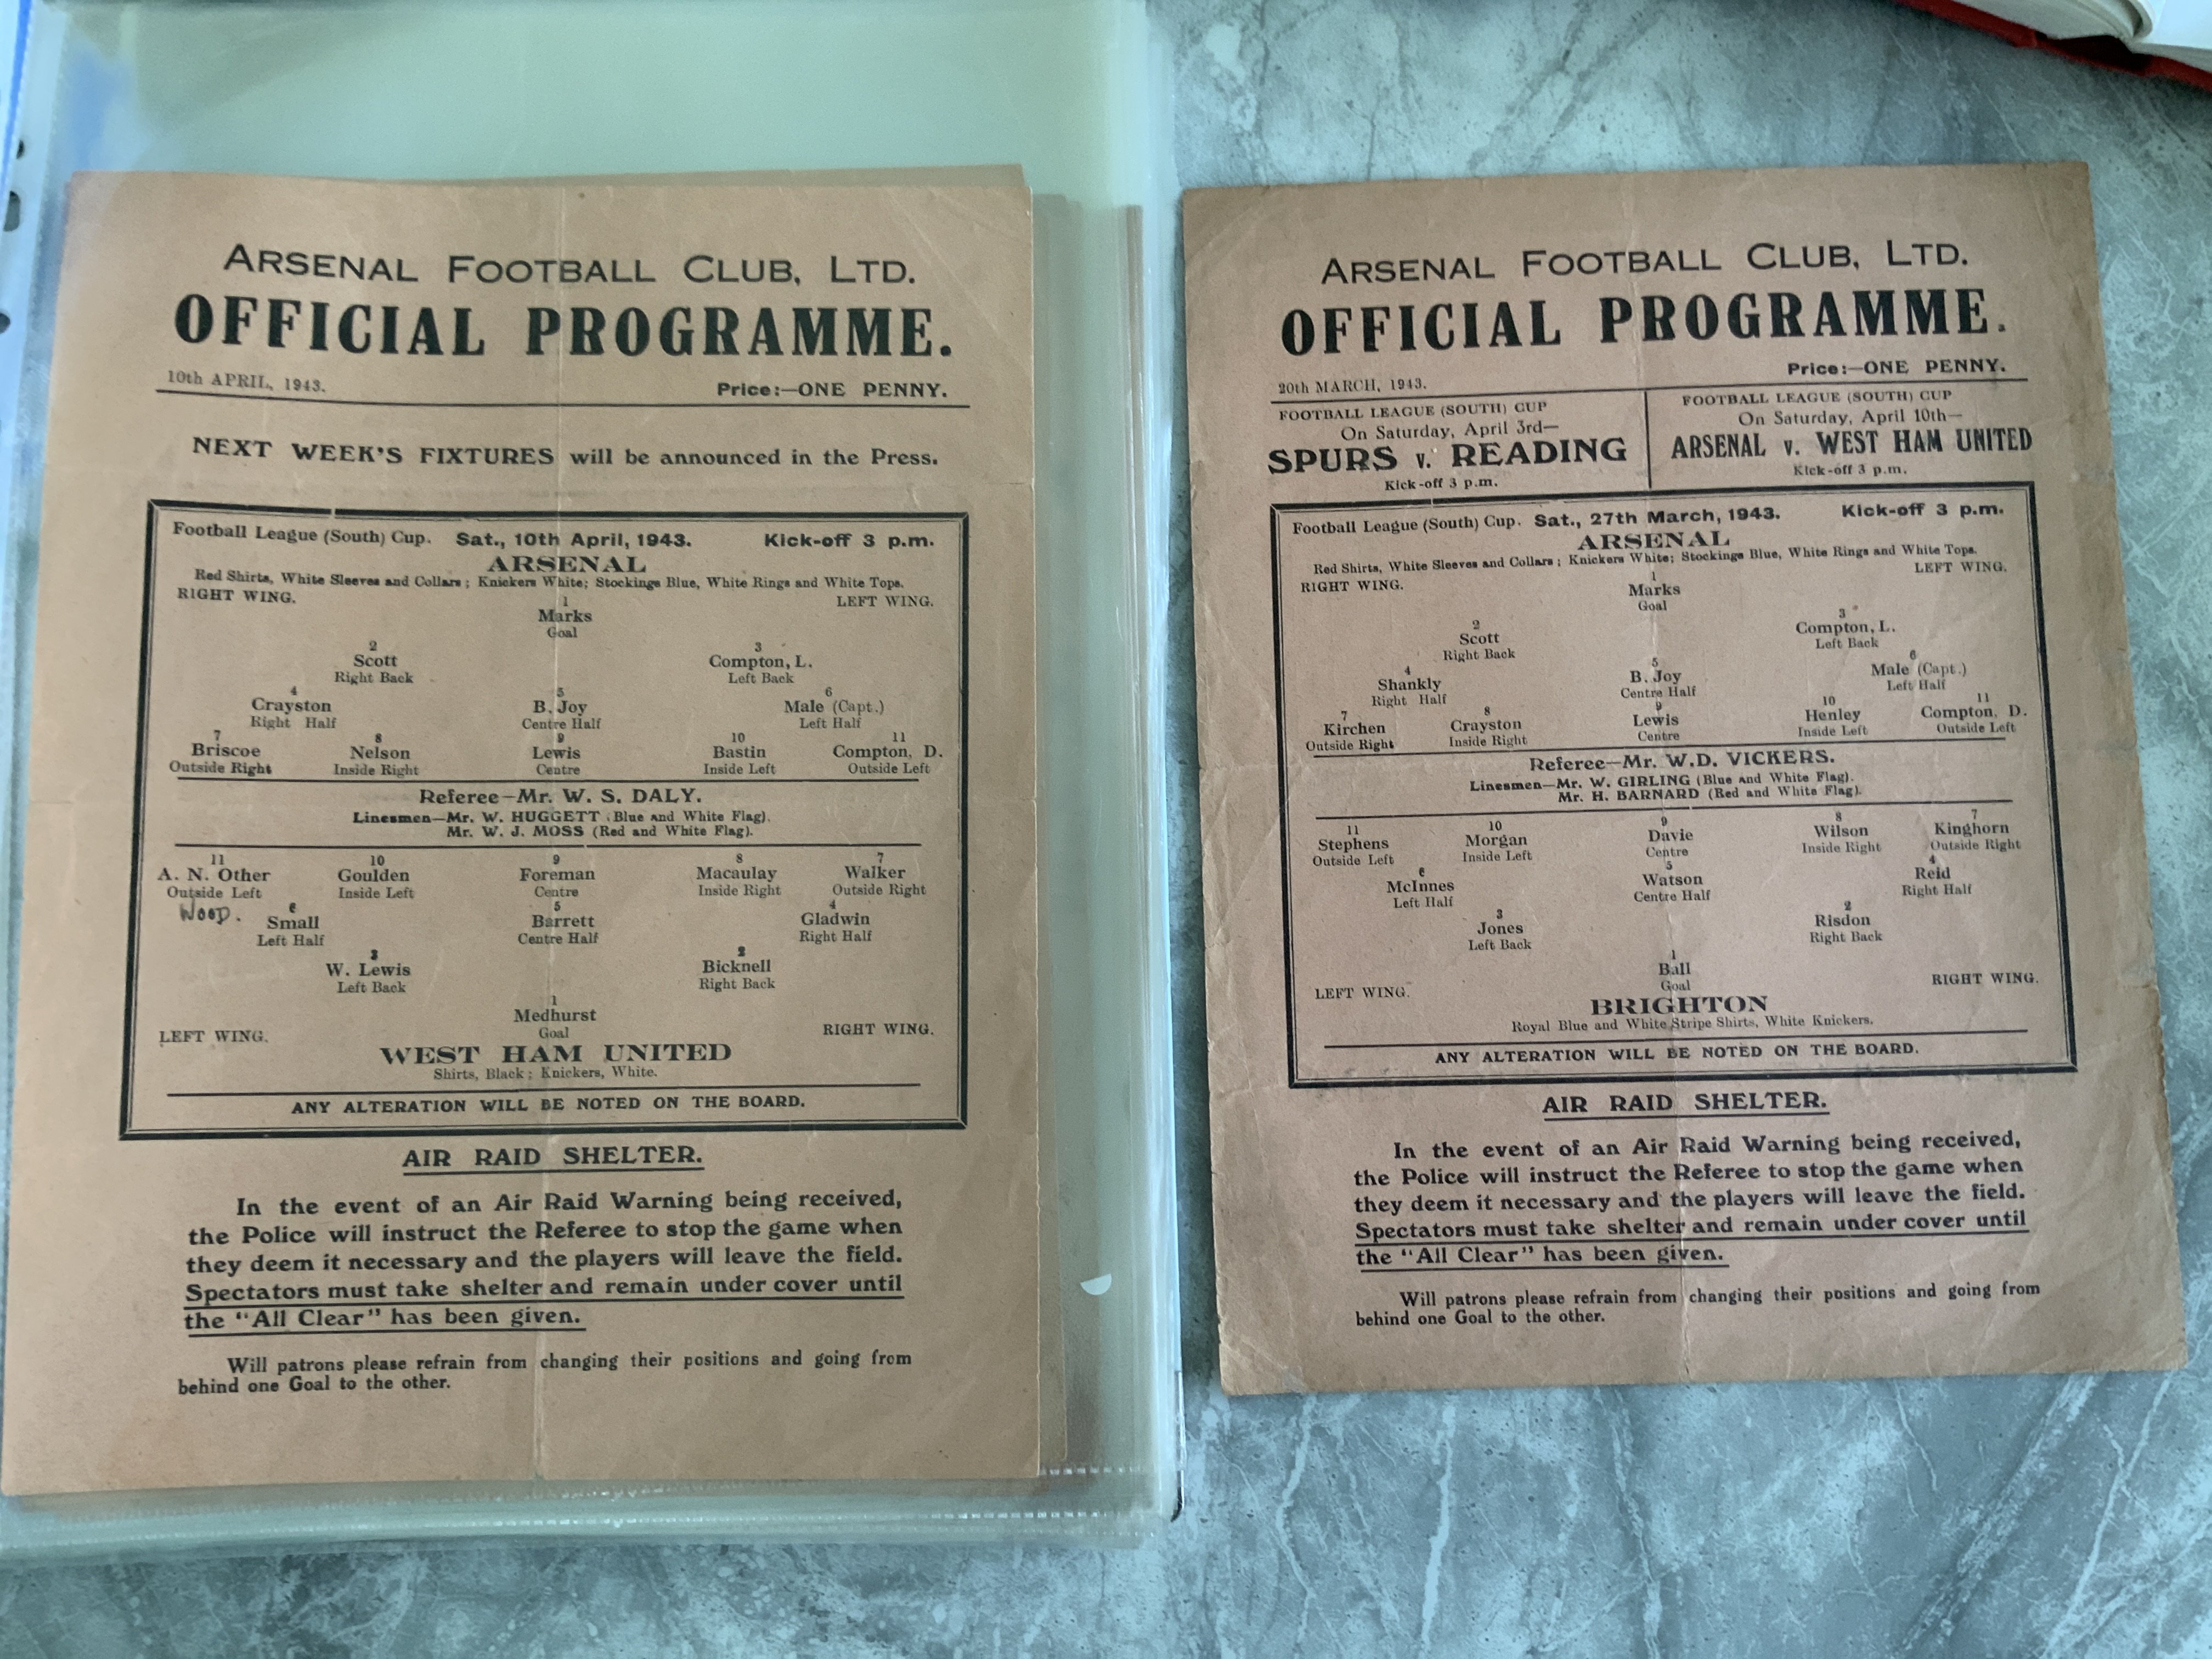 ARSENAL FOOTBALL CLUB, LTD.
OFFICIAL PROGRAMME.
10th APRIL, 1943.
Price:—ONE PENNY.
NEXT WEEK'S FIXTURES will be announced in the Press.
Football League (South) Cup. Sat., 10th April, 1943. Kick-off 3 p.m.
ARSENAL
Red Shirts, White Sleeves and Collars; Knickers White; Stockings Blue, White Rings and White Tops.
RIGHT WING. 1 LEFT WING.
Marks
Goal
2 3
Scott Compton, L.
Right Back Left Back
4 5 6
Crayston B. Joy Male (Capt.)
Right Half Centre Half Left Half
7 8 9 10 11
Briscoe Nelson Lewis Bastin Compton, D.
Outside Right Inside Right Centre Inside Left Outside Left
Referee—Mr. W. S. DALY.
Linesmen—Mr. W. HUGGETT (Blue and White Flag).
Mr. W. J. MOSS (Red and White Flag).
11 10 9 8 7
A. N. Other Goulden Foreman Macaulay Walker
Outside Left Inside Left Centre Inside Right Outside Right
WOOD.
6 5 4
Small Barrett Gladwin
Left Half Centre Half Right Half
3 2
W. Lewis Bicknell
Left Back Right Back
1
Medhurst
Goal
LEFT WING. RIGHT WING.
WEST HAM UNITED
Shirts, Black; Knickers, White.
ANY ALTERATION WILL BE NOTED ON THE BOARD.
AIR RAID SHELTER.
In the event of an Air Raid Warning being received,
the Police will instruct the Referee to stop the game when
they deem it necessary and the players will leave the field.
Spectators must take shelter and remain under cover until
the "All Clear" has been given.
Will patrons please refrain from changing their positions and going from
behind one Goal to the other.
ARSENAL FOOTBALL CLUB, LTD.
OFFICIAL PROGRAMME.
20th MARCH, 1943.
Price:—ONE PENNY.
FOOTBALL LEAGUE (SOUTH) CUP
On Saturday, April 3rd—
SPURS v. READING
Kick-off 3 p.m.
FOOTBALL LEAGUE (SOUTH) CUP
On Saturday, April 10th—
ARSENAL v. WEST HAM UNITED
Kick-off 3 p.m.
Football League (South) Cup. Sat., 27th March, 1943. Kick-off 3 p.m.
ARSENAL
Red Shirts, White Sleeves and Collars; Knickers White; Stockings Blue, White Rings and White Tops.
RIGHT WING. 1 LEFT WING.
Marks
Goal
2 3
Scott Compton, L.
Right Back Left Back
4 5 6
Shankly B. Joy Male (Capt.)
Right Half Centre Half Left Half
7 8 9 10 11
Kirchen Crayston Lewis Henley Compton, D.
Outside Right Inside Right Centre Inside Left Outside Left
Referee—Mr. W.D. VICKERS.
Linesmen—Mr. W. GIRLING (Blue and White Flag).
Mr. H. BARNARD (Red and White Flag).
11 10 9 8 7
Stephens Morgan Davie Wilson Kinghorn
Outside Left Inside Left Centre Inside Right Outside Right
6 5 4
McInnes Watson Reid
Left Half Centre Half Right Half
3 2
Jones Risdon
Left Back Right Back
1
Ball
Goal
LEFT WING. RIGHT WING.
BRIGHTON
Royal Blue and White Stripe Shirts, White Knickers.
ANY ALTERATION WILL BE NOTED ON THE BOARD.
AIR RAID SHELTER.
In the event of an Air Raid Warning being received,
the Police will instruct the Referee to stop the game when
they deem it necessary and the players will leave the field.
Spectators must take shelter and remain under cover until
the "All Clear" has been given.
Will patrons please refrain from changing their positions and going from
behind one Goal to the other.